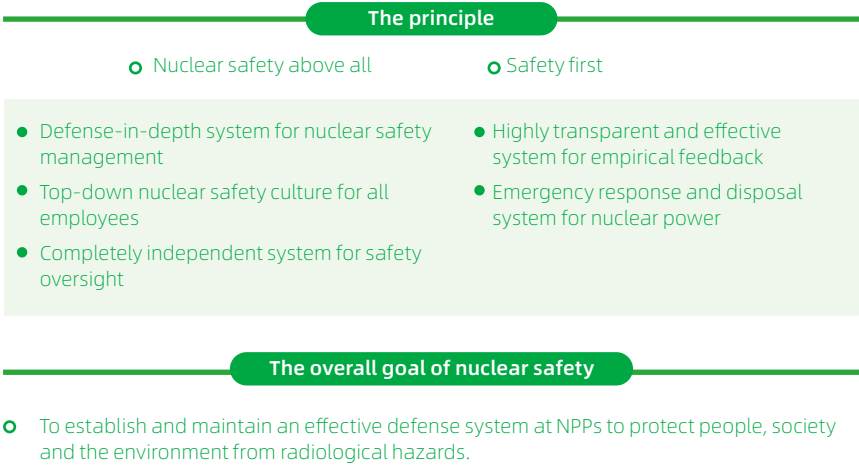 The principle
Nuclear safety above all
Safety first
Defense-in-depth system for nuclear safety
management
Top-down nuclear safety culture for all
employees
Completely independent system for safety
oversight
Highly transparent and effective
system for empirical feedback
Emergency response and disposal
system for nuclear power
The overall goal of nuclear safety
To establish and maintain an effective defense system at NPPs to protect people, society
and the environment from radiological hazards.